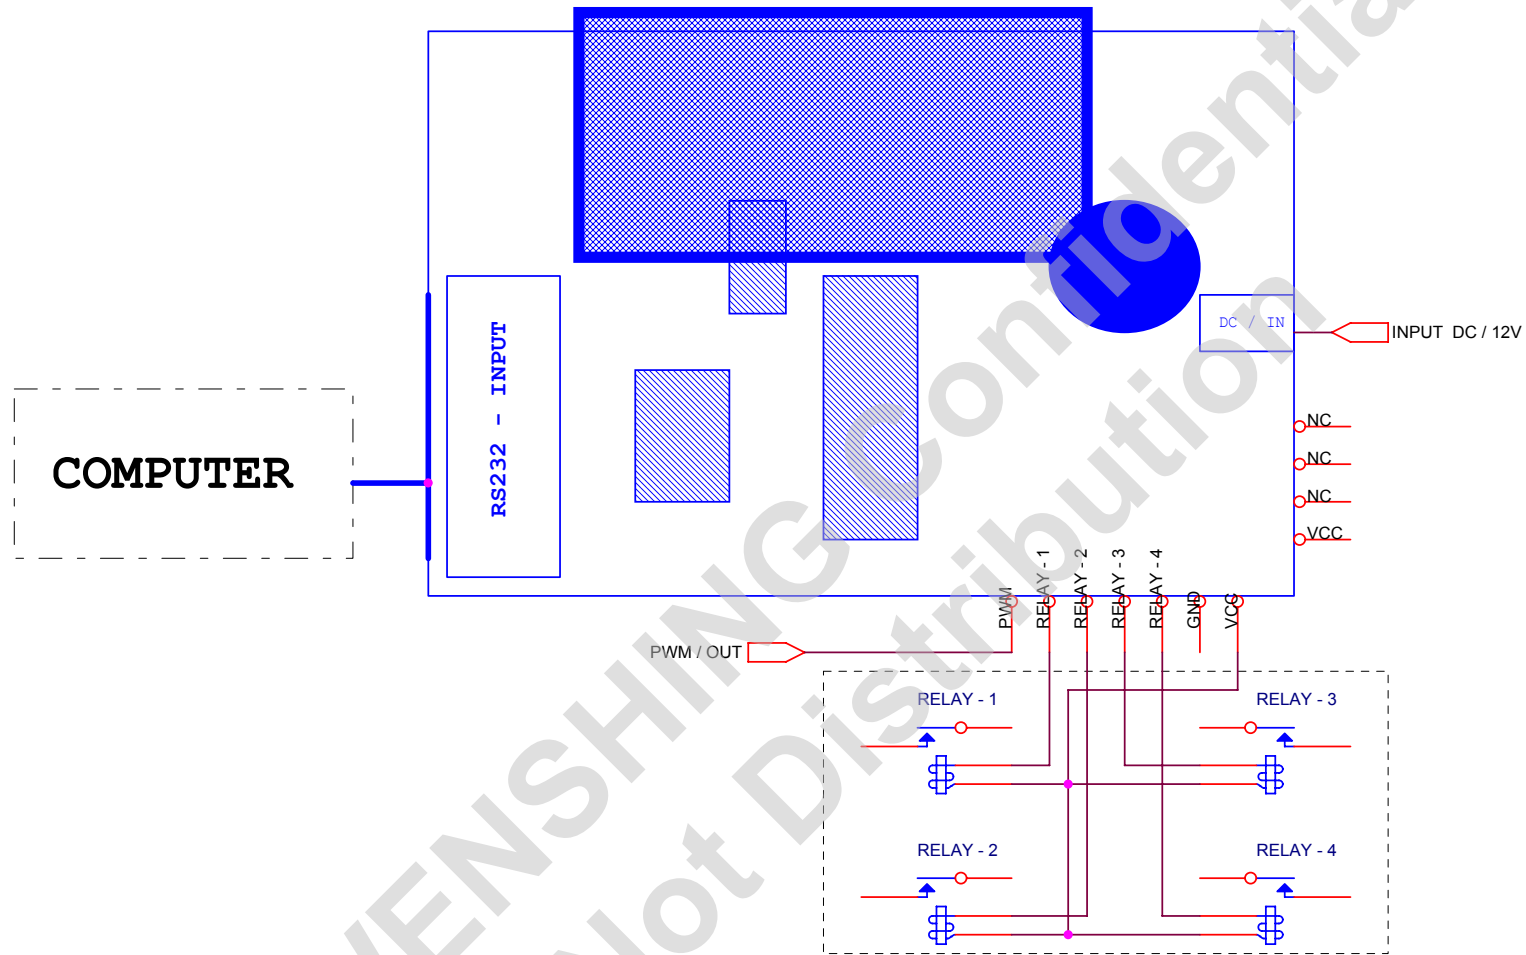 RS232 - INPUT
DC / IN
INPUT DC / 12V
COMPUTER
NC
NC
NC
VCC
PWM
RELAY - 1
RELAY - 2
RELAY - 3
RELAY - 4
GND
VCC
PWM / OUT
RELAY - 1
RELAY - 3
RELAY - 2
RELAY - 4
ENSHING Confidential
Not Distribution